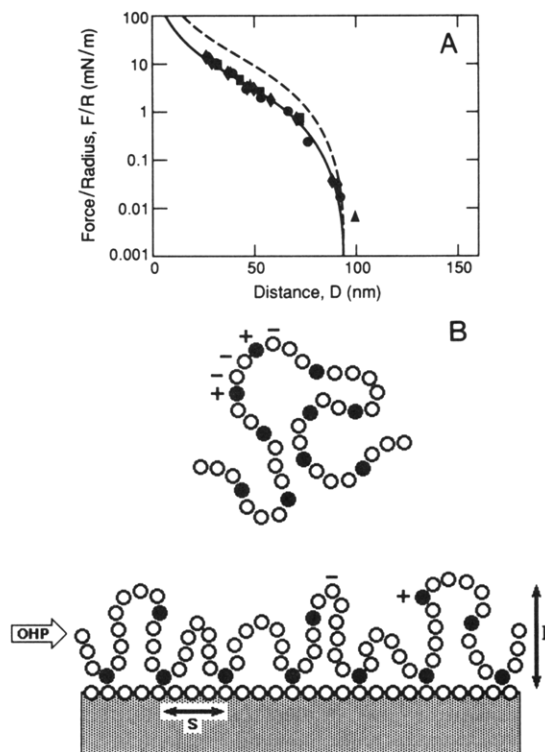 A
Force/Radius, F/R (mN/m)
100
10
1
0.1
0.01
0.001
0
50
100
150
Distance, D (nm)
B
+
−
−
−
+
−
+
OHP
S